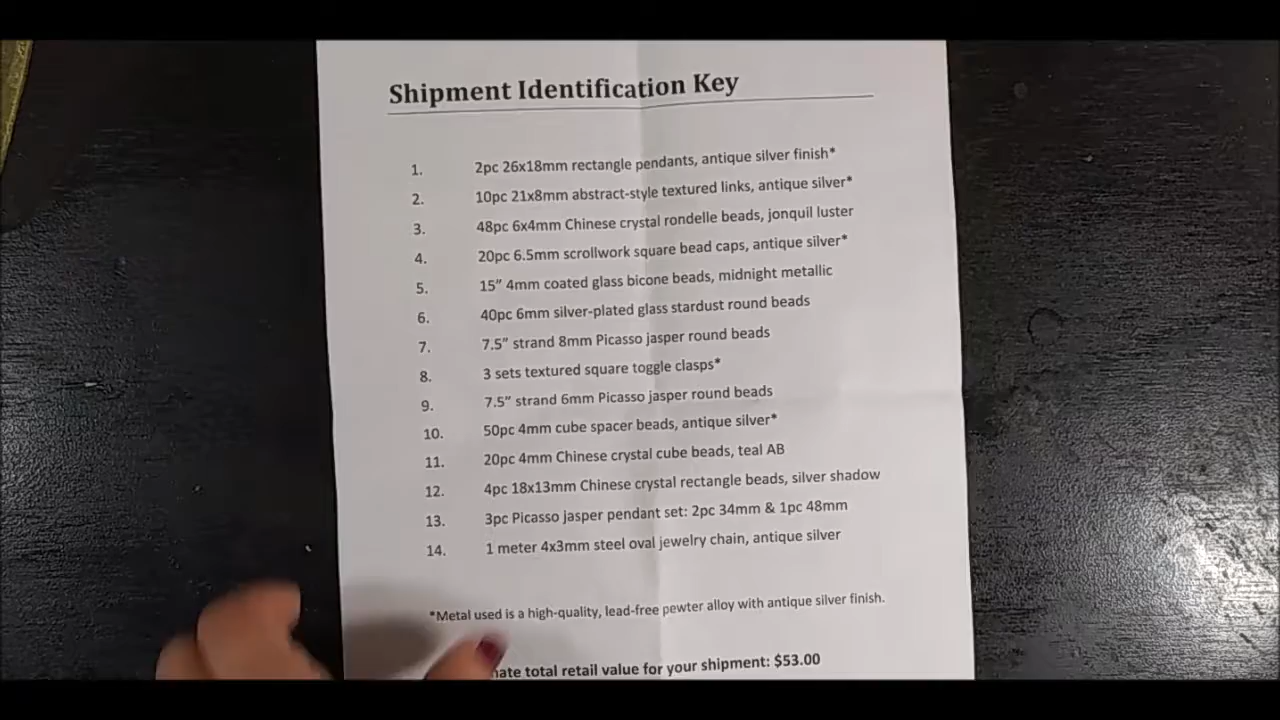 Shipment Identification Key
1. 2pc 26x18mm rectangle pendants, antique silver finish*
2. 10pc 21x8mm abstract-style textured links, antique silver*
3. 48pc 6x4mm Chinese crystal rondelle beads, jonquil luster
4. 20pc 6.5mm scrollwork square bead caps, antique silver*
5. 15” 4mm coated glass bicone beads, midnight metallic
6. 40pc 6mm silver-plated glass stardust round beads
7. 7.5” strand 8mm Picasso jasper round beads
8. 3 sets textured square toggle clasps*
9. 7.5” strand 6mm Picasso jasper round beads
10. 50pc 4mm cube spacer beads, antique silver*
11. 20pc 4mm Chinese crystal cube beads, teal AB
12. 4pc 18x13mm Chinese crystal rectangle beads, silver shadow
13. 3pc Picasso jasper pendant set: 2pc 34mm & 1pc 48mm
14. 1 meter 4x3mm steel oval jewelry chain, antique silver
*Metal used is a high-quality, lead-free pewter alloy with antique silver finish.
total retail value for your shipment: $53.00